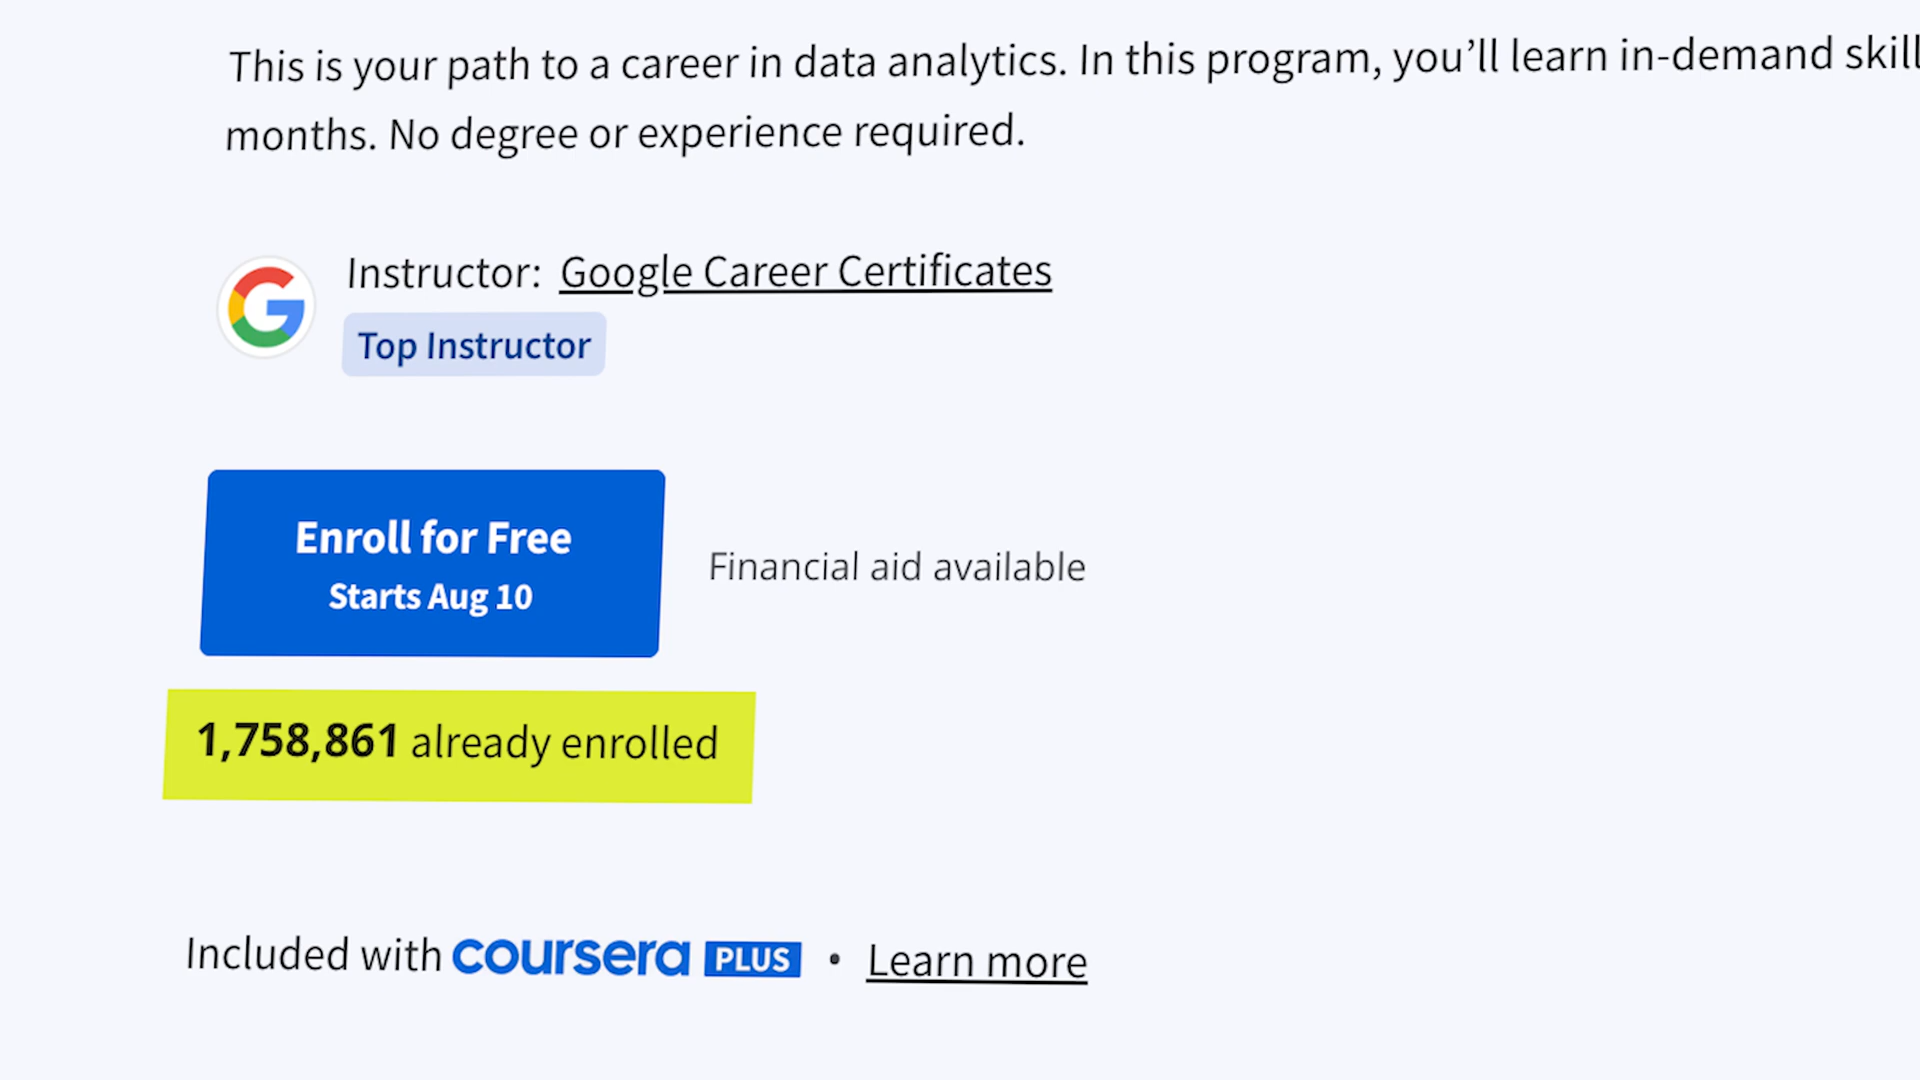 This is your path to a career in data analytics. In this program, you’ll learn in-demand skill
months. No degree or experience required.
Instructor: Google Career Certificates
Top Instructor
Enroll for Free
Starts Aug 10
Financial aid available
1,758,861 already enrolled
Included with coursera PLUS • Learn more